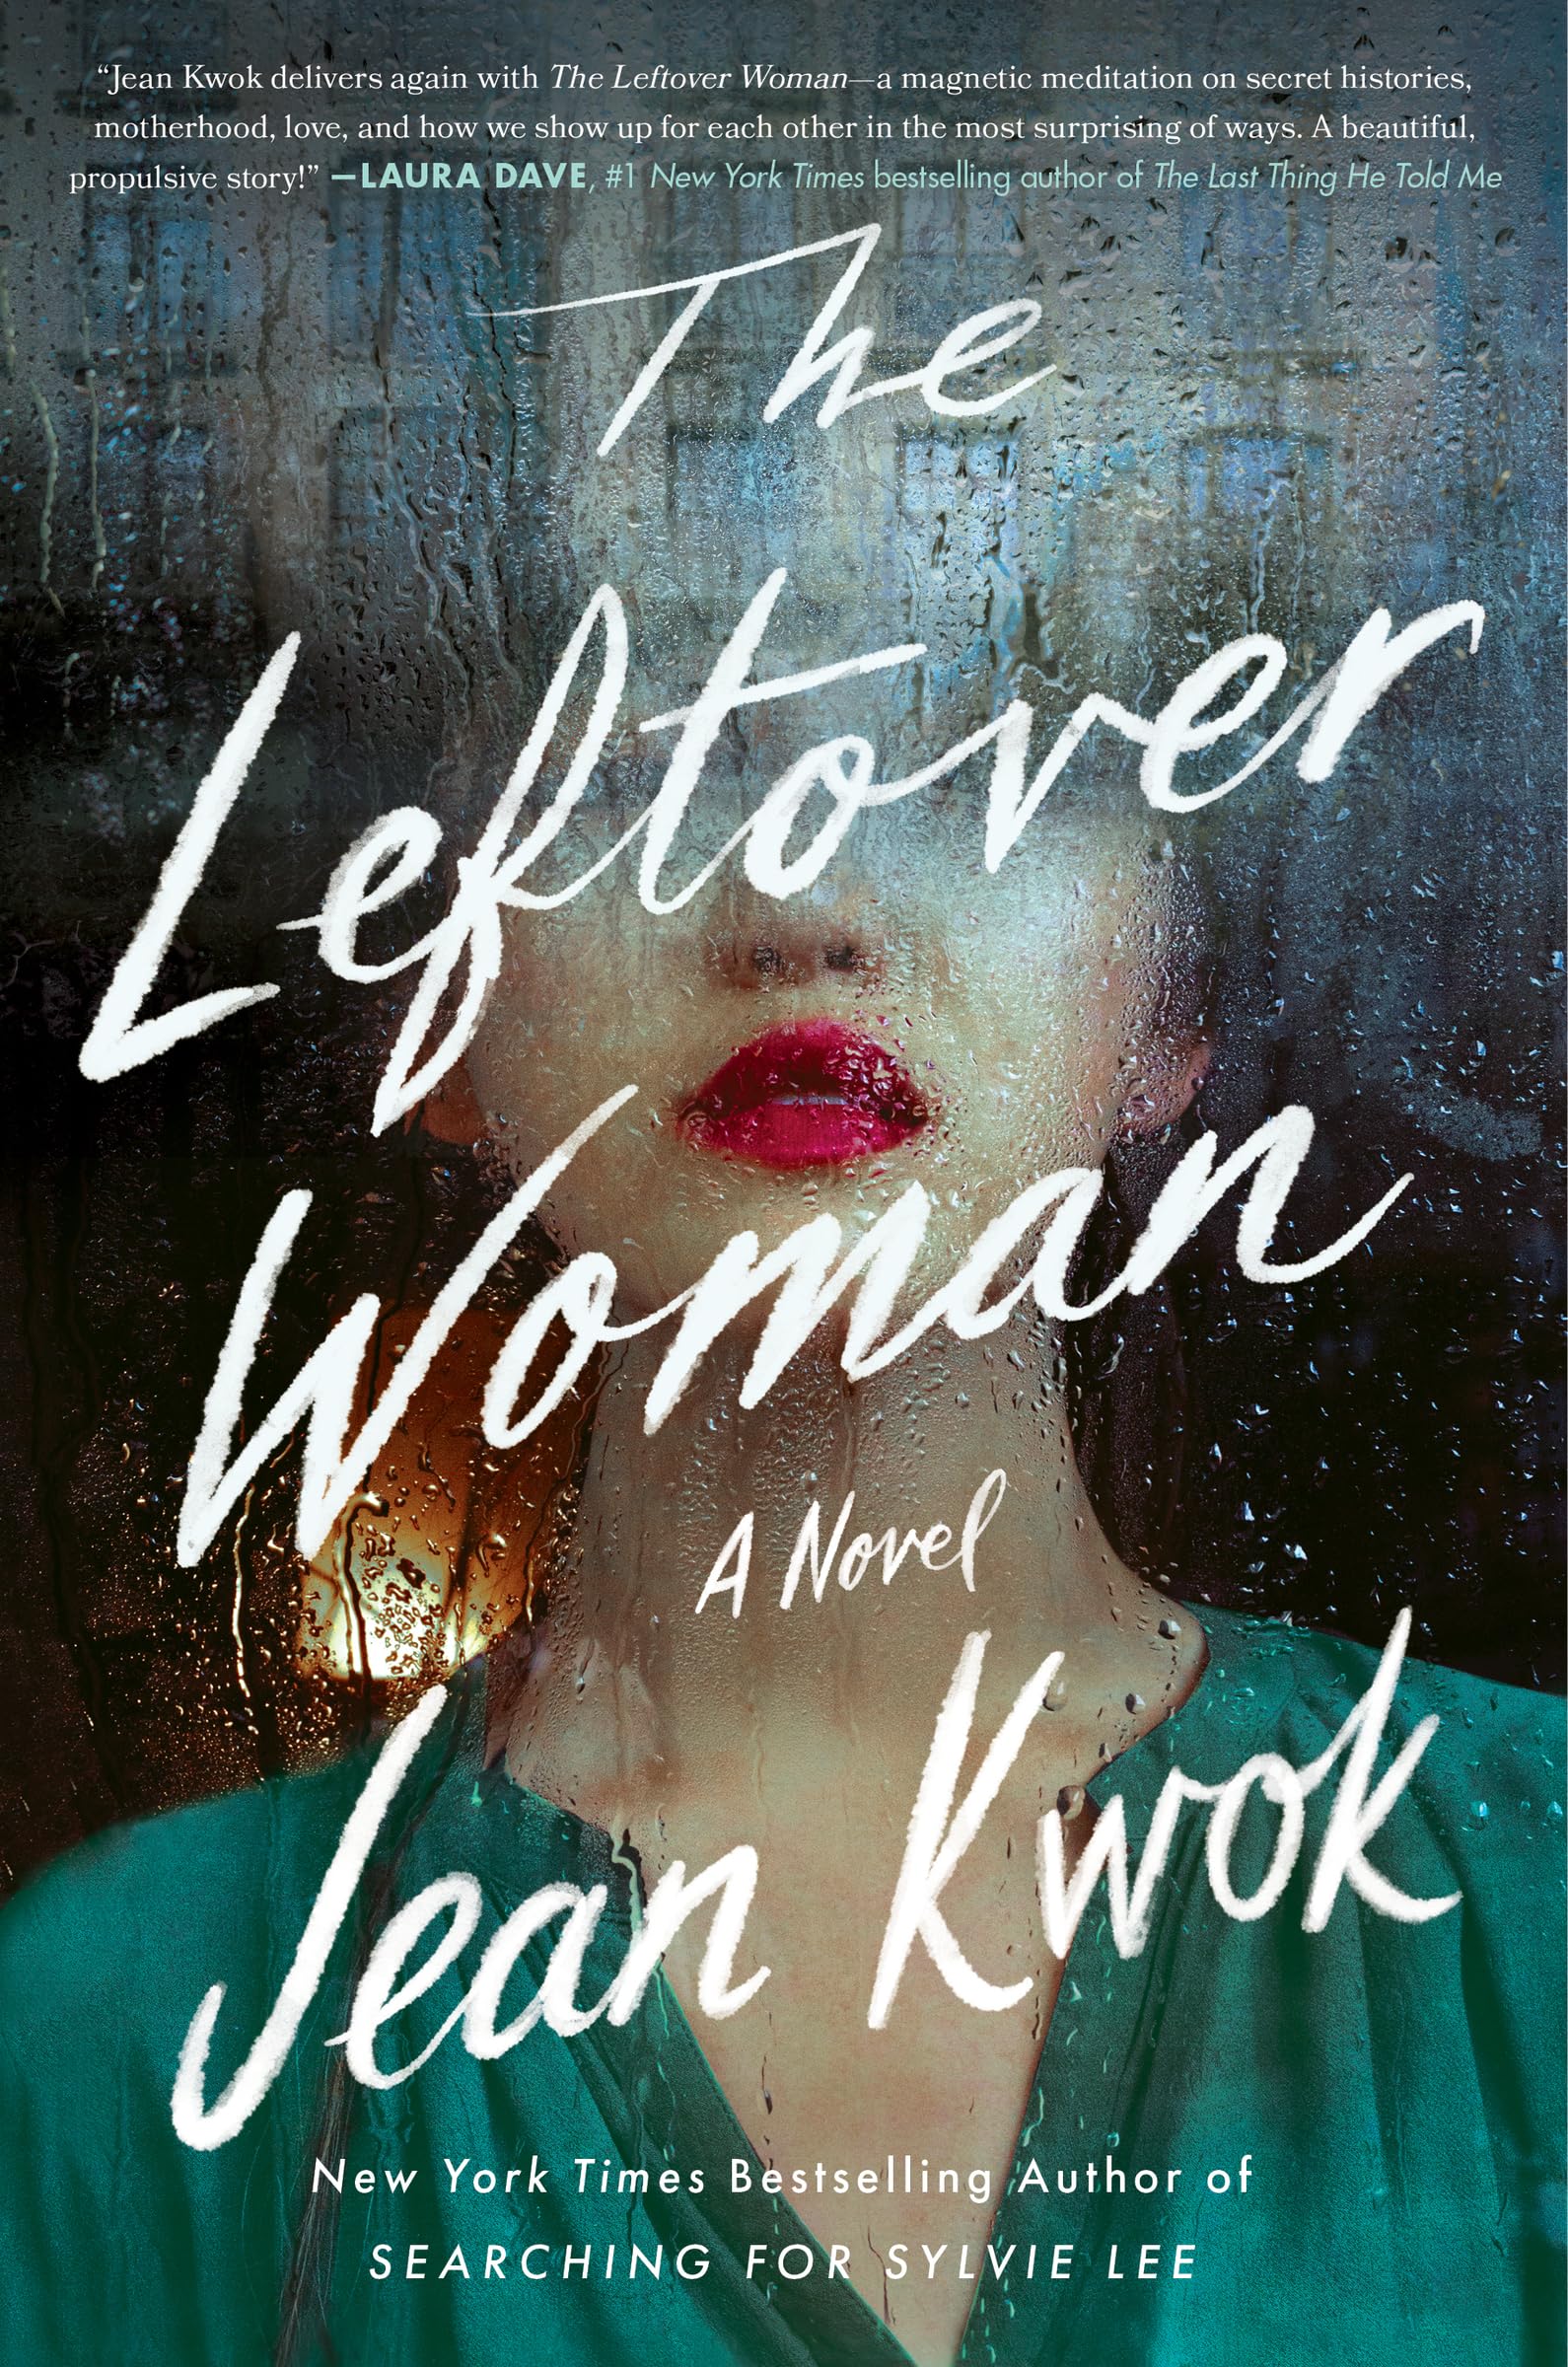 “Jean Kwok delivers again with The Leftover Woman—a magnetic meditation on secret histories,
motherhood, love, and how we show up for each other in the most surprising of ways. A beautiful,
propulsive story!” —LAURA DAVE, #1 New York Times bestselling author of The Last Thing He Told Me
The
Leftover
Woman
A Novel
Jean Kwok
New York Times Bestselling Author of
SEARCHING FOR SYLVIE LEE